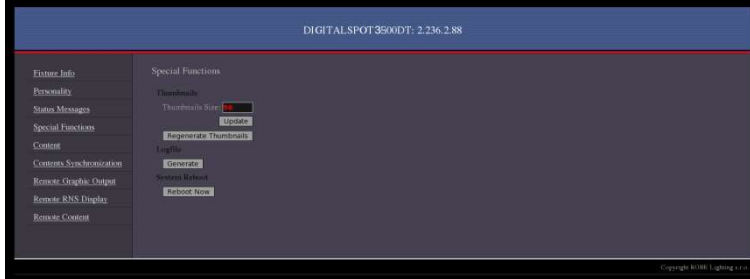 DIGITALSPOT3500DT: 2.236.2.88
Fixture Info
Personality
Status Messages
Special Functions
Content
Contents Synchronization
Remote Graphic Output
Remote RNS Display
Remote Content
Special Functions
Thumbnails
Thumbnails Size:
Update
Regenerate Thumbnails
Logfile
Generate
System Reboot
Reboot Now
Copyright ROBE Lighting s.r.o